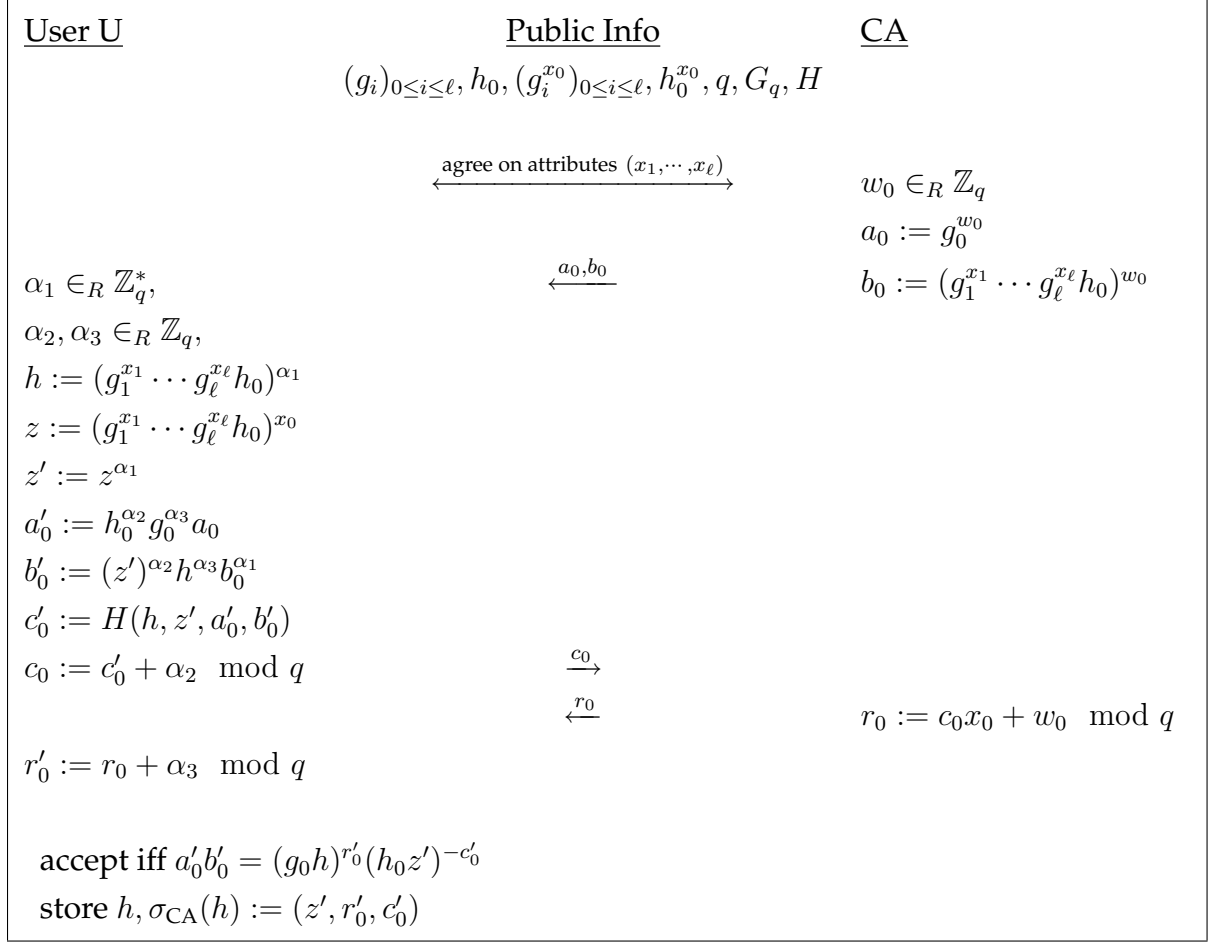 User U Public Info CA
(g_i)_{0≤i≤ℓ}, h_0, (g_i^{x_0})_{0≤i≤ℓ}, h_0^{x_0}, q, G_q, H
agree on attributes (x_1,⋯,x_ℓ)
w_0 ∈_R ℤ_q
a_0 := g_0^{w_0}
α_1 ∈_R ℤ_q^*, a_0,b_0 b_0 := (g_1^{x_1} ⋯ g_ℓ^{x_ℓ} h_0)^{w_0}
α_2, α_3 ∈_R ℤ_q,
h := (g_1^{x_1} ⋯ g_ℓ^{x_ℓ} h_0)^{α_1}
z := (g_1^{x_1} ⋯ g_ℓ^{x_ℓ} h_0)^{x_0}
z′ := z^{α_1}
a′_0 := h_0^{α_2} g_0^{α_3} a_0
b′_0 := (z′)^{α_2} h^{α_3} b_0^{α_1}
c′_0 := H(h, z′, a′_0, b′_0)
c_0 := c′_0 + α_2 mod q c_0
r_0 r_0 := c_0 x_0 + w_0 mod q
r′_0 := r_0 + α_3 mod q
accept iff a′_0 b′_0 = (g_0 h)^{r′_0} (h_0 z′)^{−c′_0}
store h, σ_CA(h) := (z′, r′_0, c′_0)